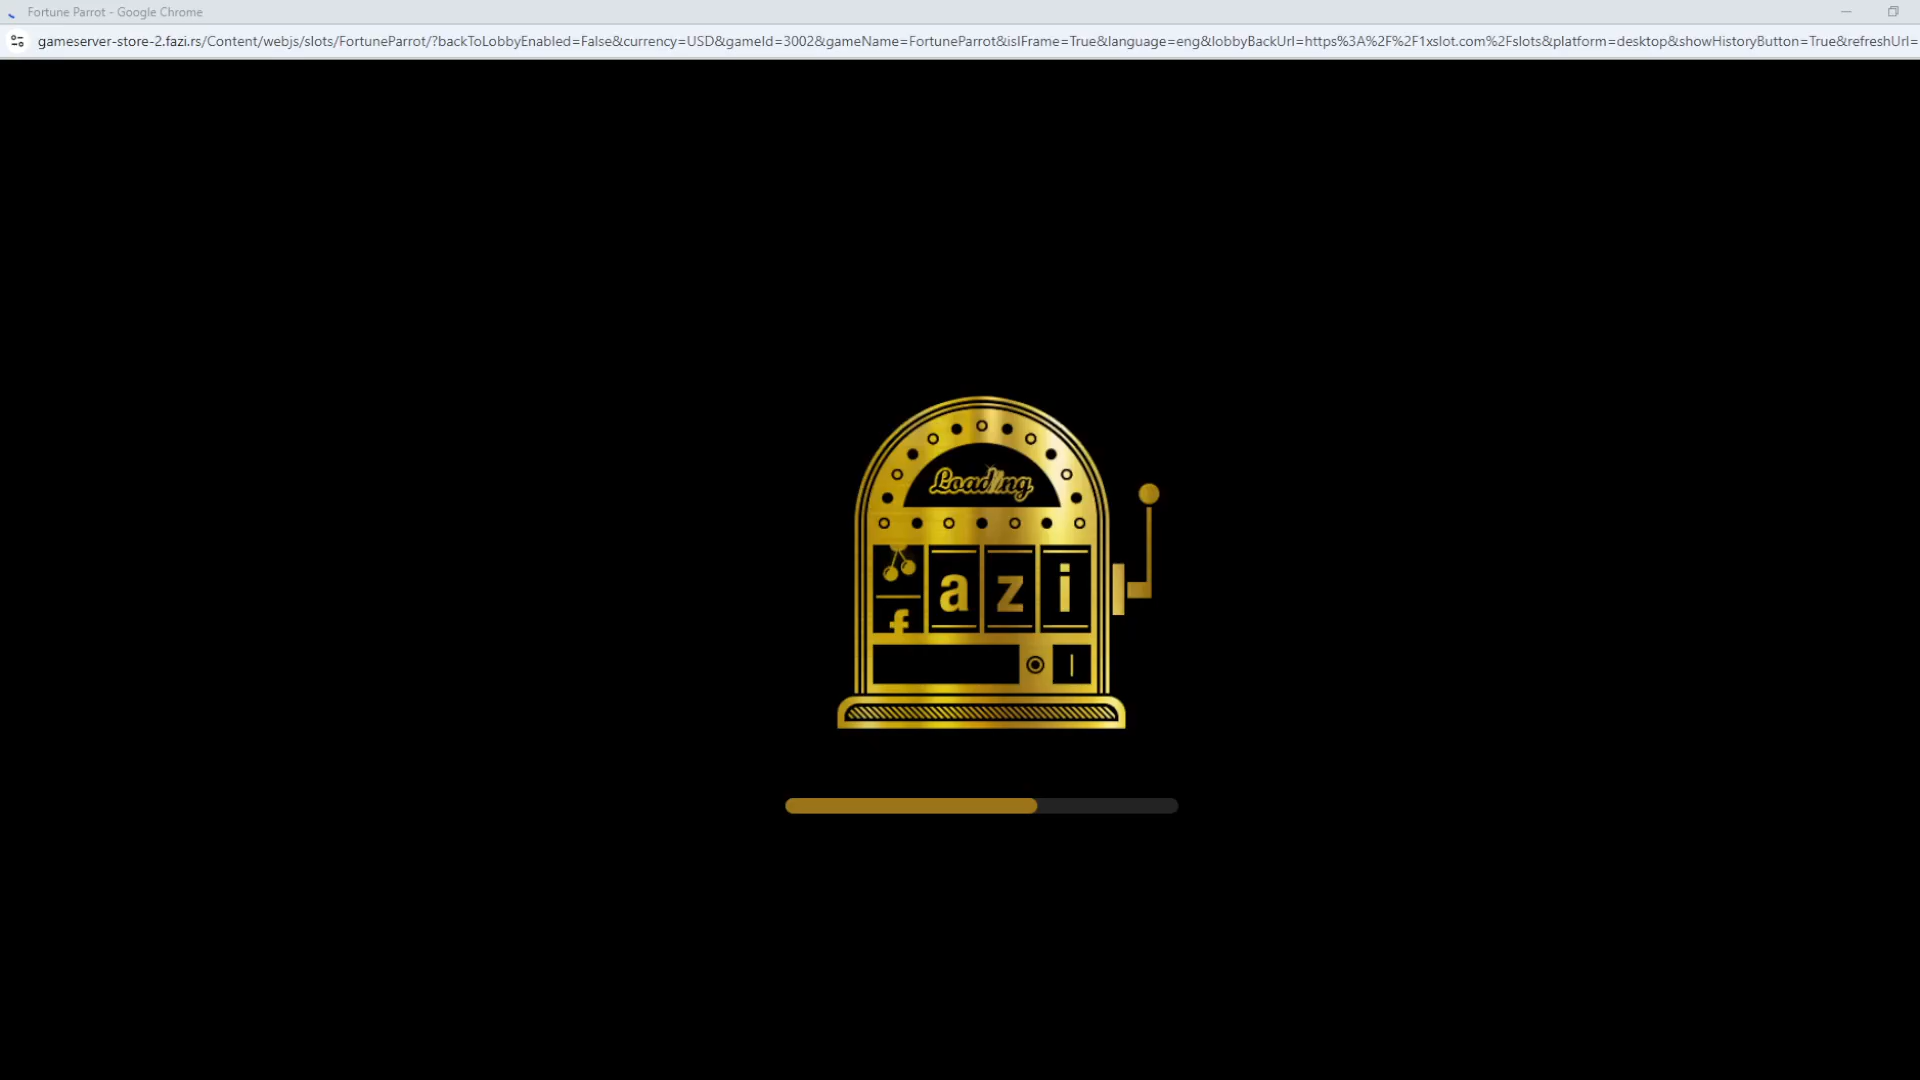 Fortune Parrot - Google Chrome
gameserver-store-2.fazi.rs/Content/webjs/slots/FortuneParrot/?backToLobbyEnabled=False&currency=USD&gameId=3002&gameName=FortuneParrot&isIFrame=True&language=eng&lobbyBackUrl=https%3A%2F%2F1xslot.com%2Fslots&platform=desktop&showHistoryButton=True&refreshUrl=
Loading
f a z i